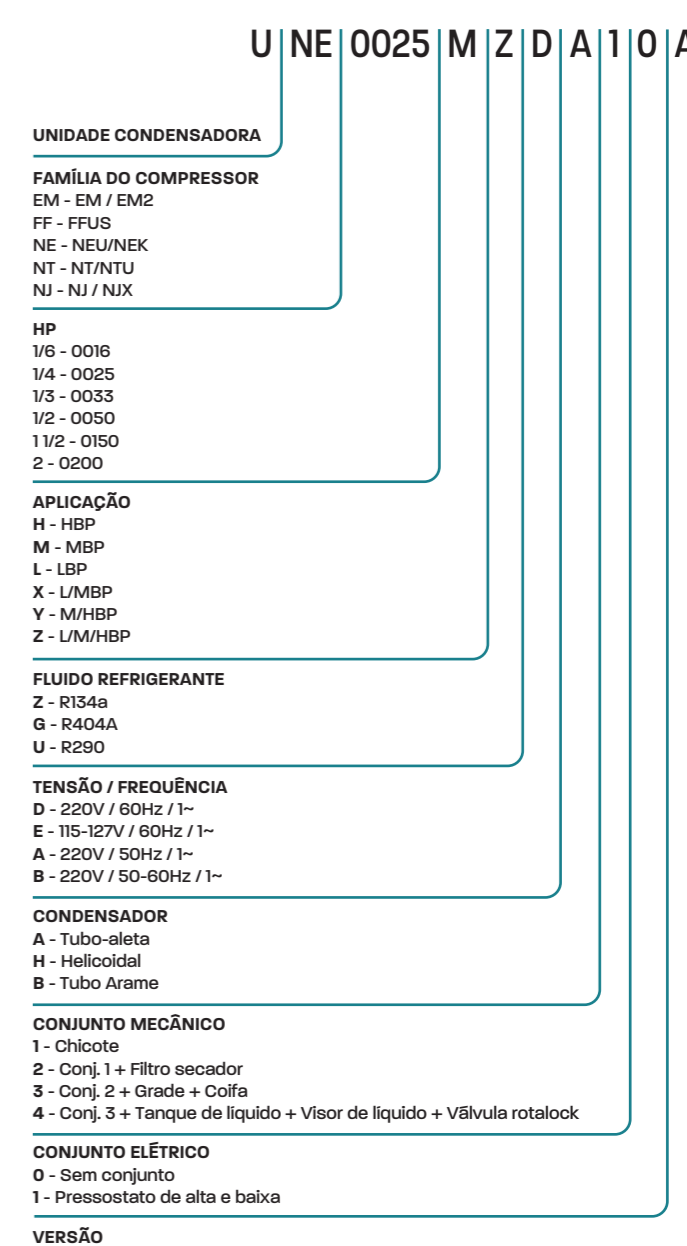 U NE 0025 M Z D A 1 0 A
UNIDADE CONDENSADORA
FAMÍLIA DO COMPRESSOR
EM - EM / EM2
FF - FFUS
NE - NEU/NEK
NT - NT/NTU
NJ - NJ / NJX
HP
1/6 - 0016
1/4 - 0025
1/3 - 0033
1/2 - 0050
1 1/2 - 0150
2 - 0200
APLICAÇÃO
H - HBP
M - MBP
L - LBP
X - L/MBP
Y - M/HBP
Z - L/M/HBP
FLUIDO REFRIGERANTE
Z - R134a
G - R404A
U - R290
TENSÃO / FREQUÊNCIA
D - 220V / 60Hz / 1~
E - 115-127V / 60Hz / 1~
A - 220V / 50Hz / 1~
B - 220V / 50-60Hz / 1~
CONDENSADOR
A - Tubo-aleta
H - Helicoidal
B - Tubo Arame
CONJUNTO MECÂNICO
1 - Chicote
2 - Conj. 1 + Filtro secador
3 - Conj. 2 + Grade + Coifa
4 - Conj. 3 + Tanque de líquido + Visor de líquido + Vãlvula rotalock
CONJUNTO ELÉTRICO
0 - Sem conjunto
1 - Pressostato de alta e baixa
VERSÃO